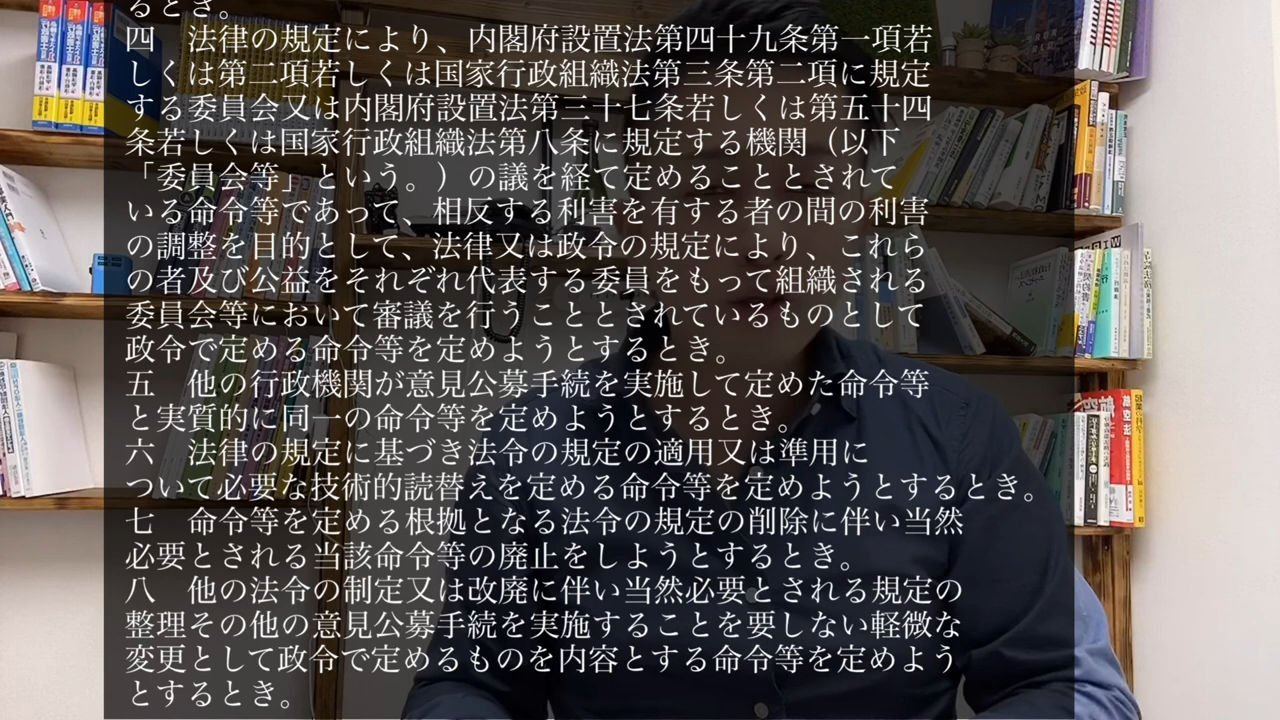 るとき。
四　法律の規定により、内閣府設置法第四十九条第一項若
しくは第二項若しくは国家行政組織法第三条第二項に規定
する委員会又は内閣府設置法第三十七条若しくは第五十四
条若しくは国家行政組織法第八条に規定する機関（以下
「委員会等」という。）の議を経て定めることとされて
いる命令等であって、相反する利害を有する者の間の利害
の調整を目的として、法律又は政令の規定により、これら
の者及び公益をそれぞれ代表する委員をもって組織される
委員会等において審議を行うこととされているものとして
政令で定める命令等を定めようとするとき。
五　他の行政機関が意見公募手続を実施して定めた命令等
と実質的に同一の命令等を定めようとするとき。
六　法律の規定に基づき法令の規定の適用又は準用に
ついて必要な技術的読替えを定める命令等を定めようとするとき。
七　命令等を定める根拠となる法令の規定の削除に伴い当然
必要とされる当該命令等の廃止をしようとするとき。
八　他の法令の制定又は改廃に伴い当然必要とされる規定の
整理その他の意見公募手続を実施することを要しない軽微な
変更として政令で定めるものを内容とする命令等を定めよう
とするとき。